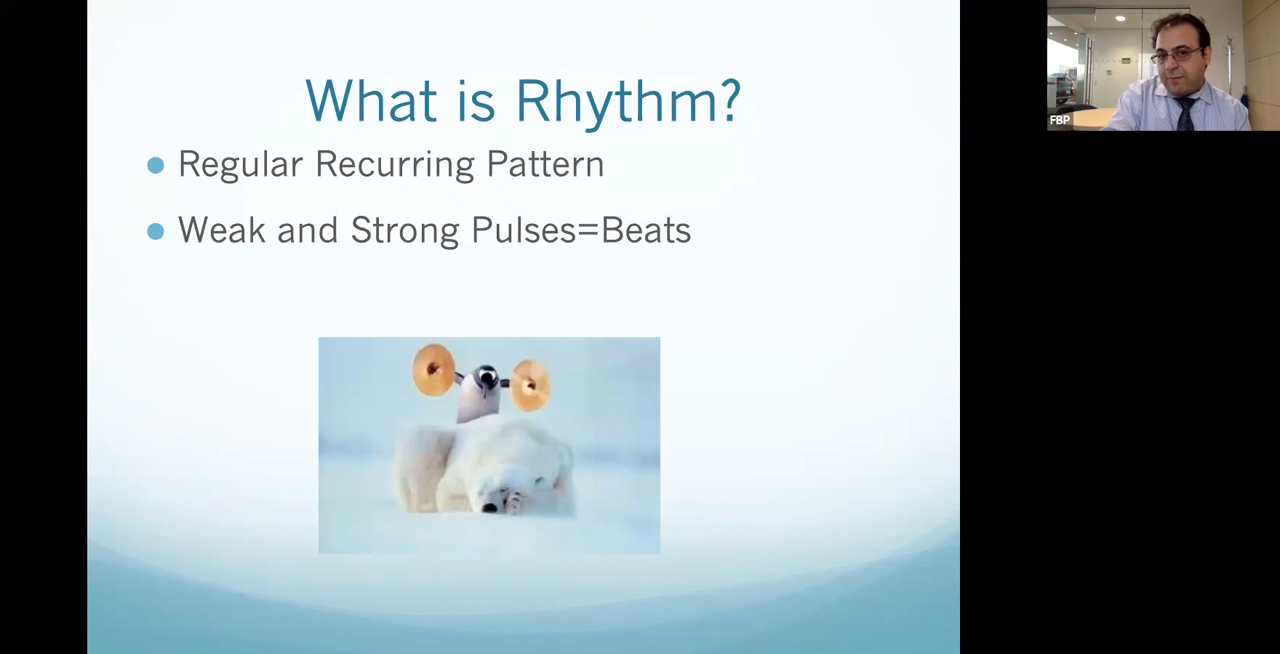 What is Rhythm?
Regular Recurring Pattern
Weak and Strong Pulses=Beats
FBP